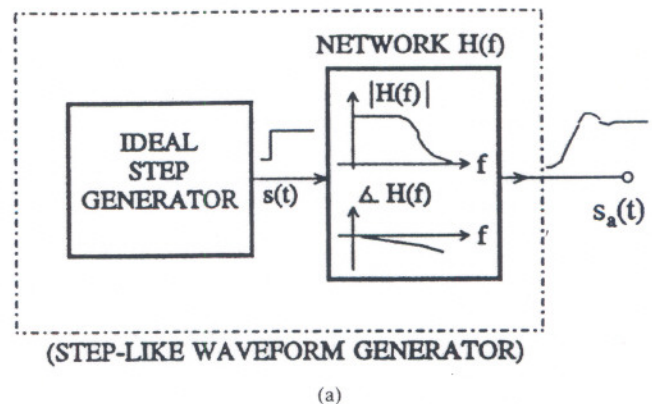 NETWORK H(f)
IDEAL
STEP
GENERATOR
s(t)
|H(f)|
f
∡ H(f)
f
sₐ(t)
(STEP-LIKE WAVEFORM GENERATOR)
(a)